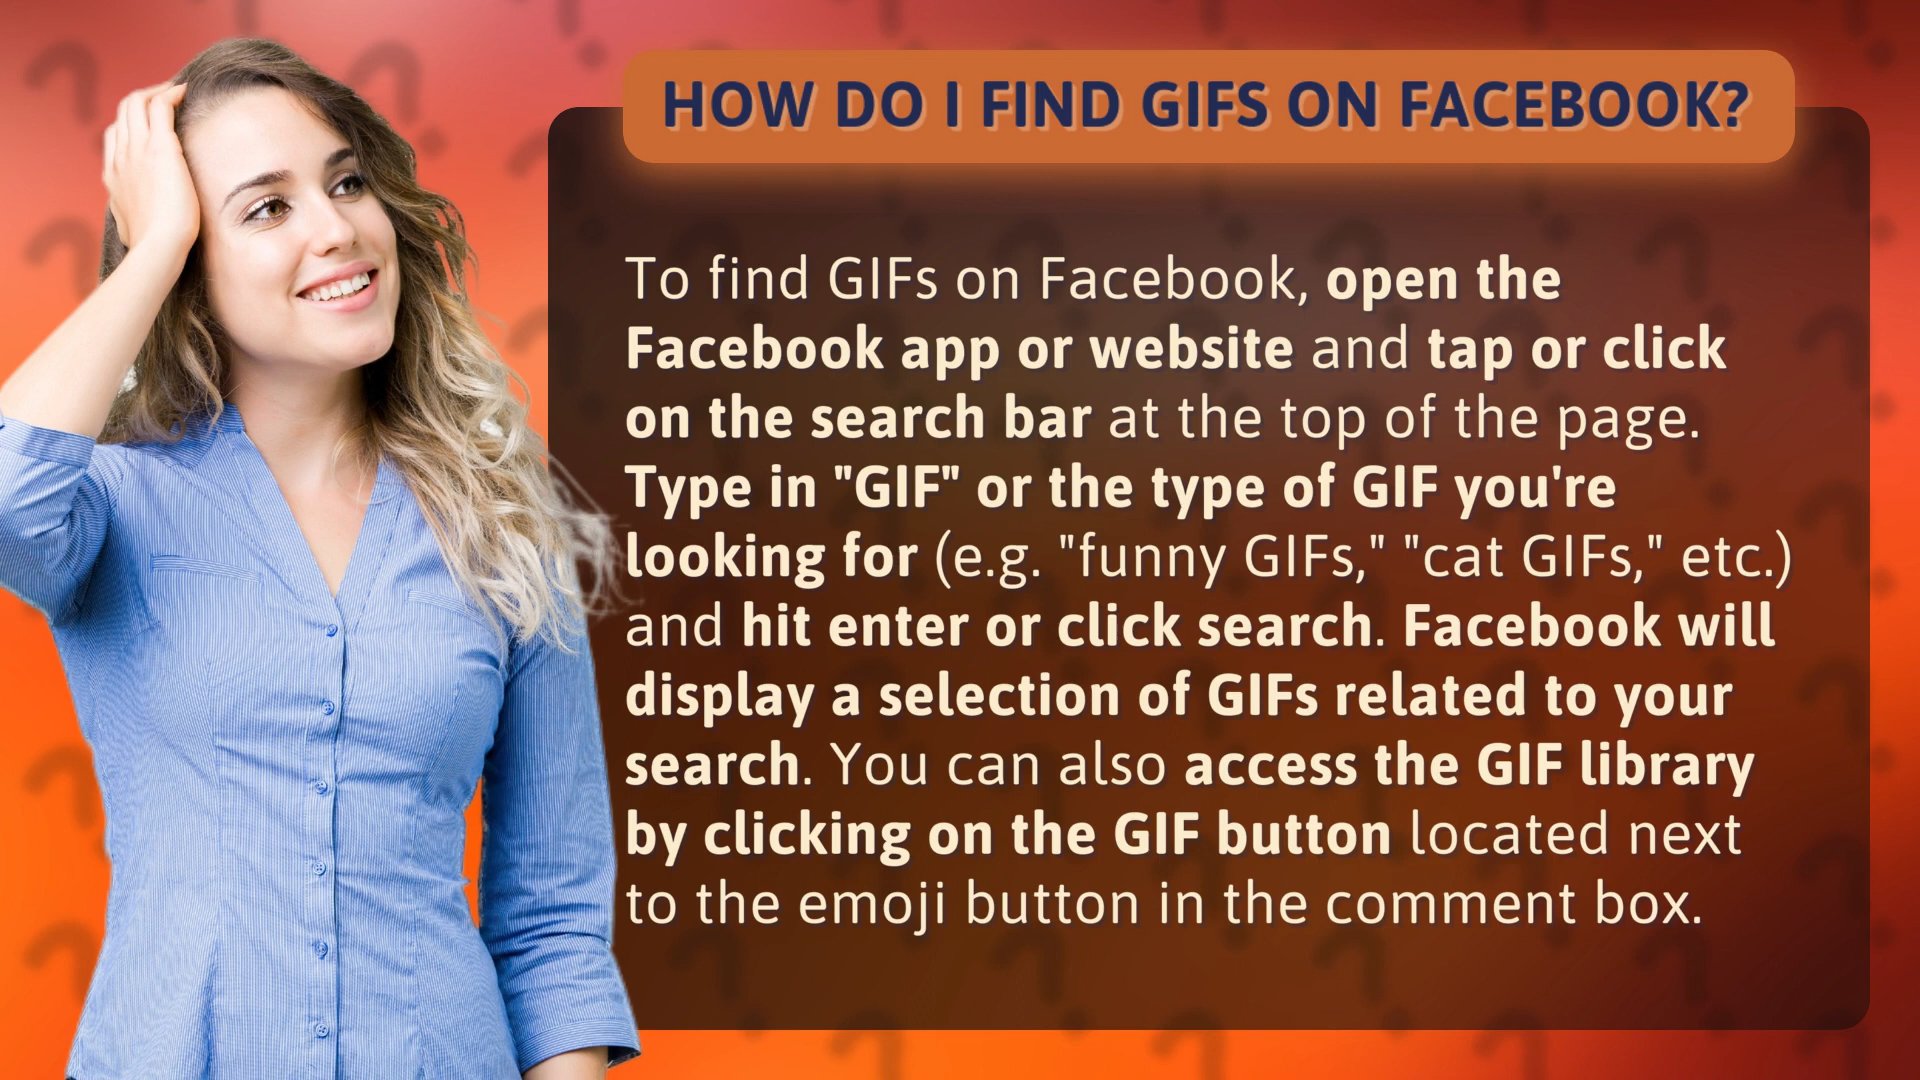 HOW DO I FIND GIFS ON FACEBOOK?
To find GIFs on Facebook, open the
Facebook app or website and tap or click
on the search bar at the top of the page.
Type in "GIF" or the type of GIF you're
looking for (e.g. "funny GIFs," "cat GIFs," etc.)
and hit enter or click search. Facebook will
display a selection of GIFs related to your
search. You can also access the GIF library
by clicking on the GIF button located next
to the emoji button in the comment box.